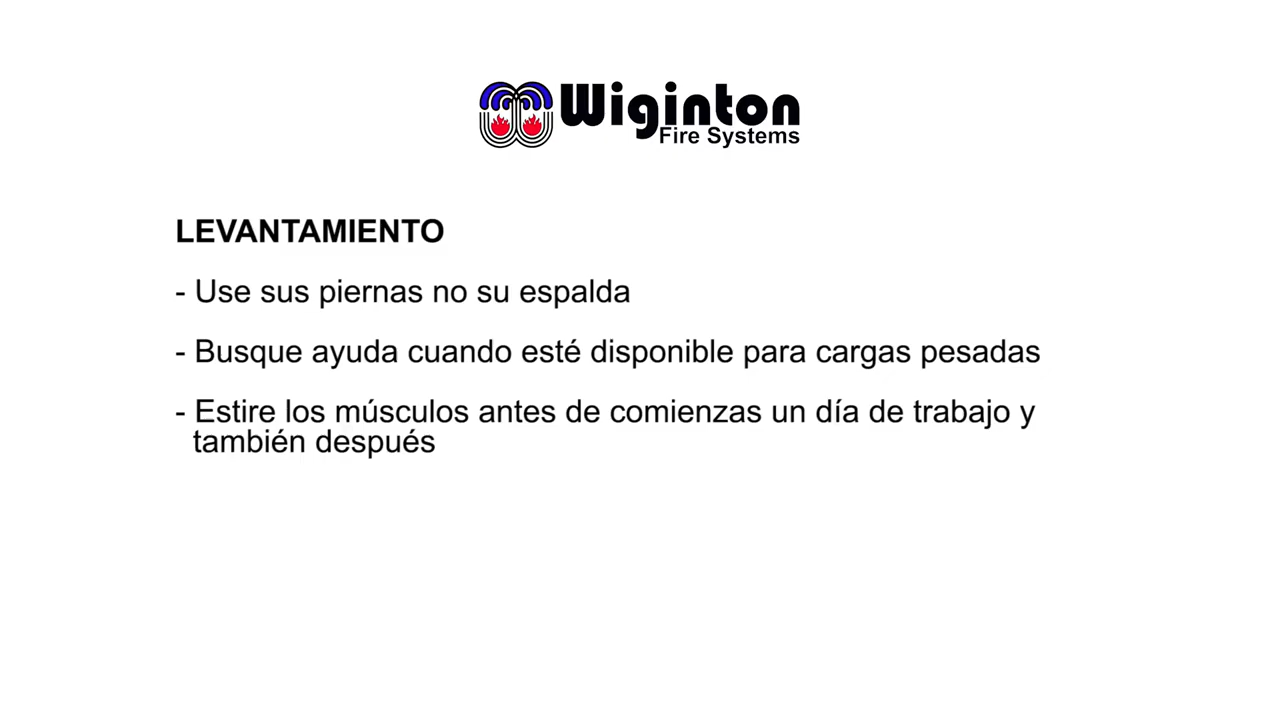 Wiginton
Fire Systems
LEVANTAMIENTO
- Use sus piernas no su espalda
- Busque ayuda cuando esté disponible para cargas pesadas
- Estire los músculos antes de comienzas un día de trabajo y
también después